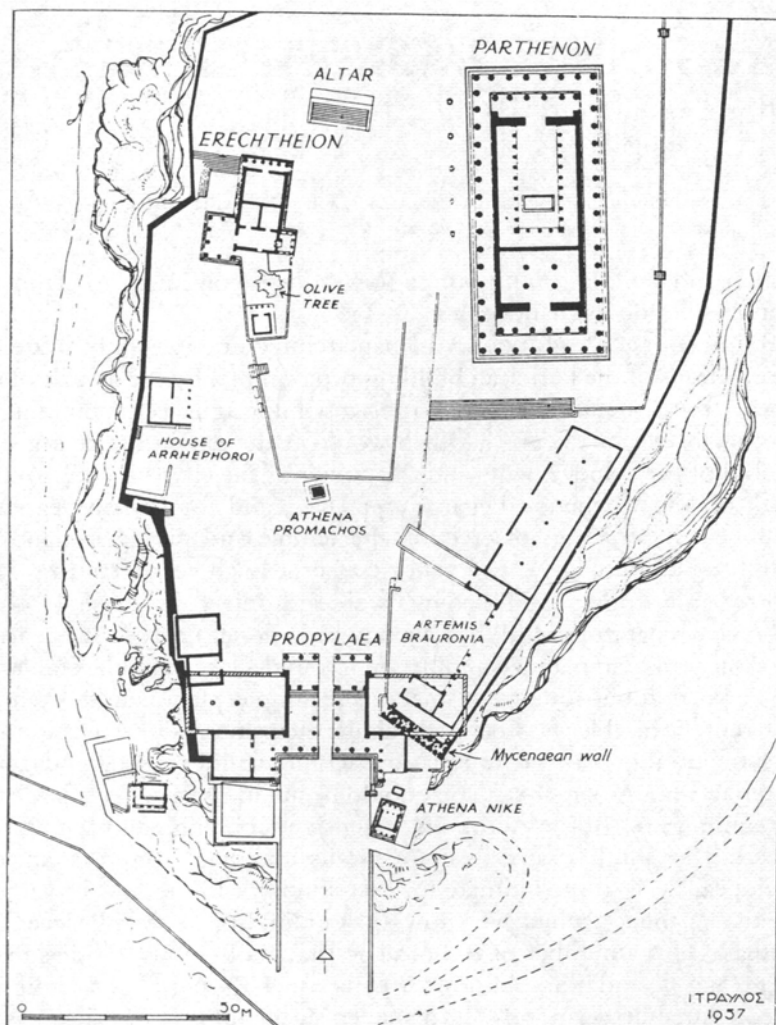 PARTHENON
ALTAR
ERECHTHEION
OLIVE
TREE
HOUSE OF
ARRHEPHOROI
ATHENA
PROMACHOS
ARTEMIS
BRAURONIA
PROPYLAEA
Mycenaean wall
ATHENA NIKE
0 50M
Ι ΤΡΑΥΛΟΣ
1937